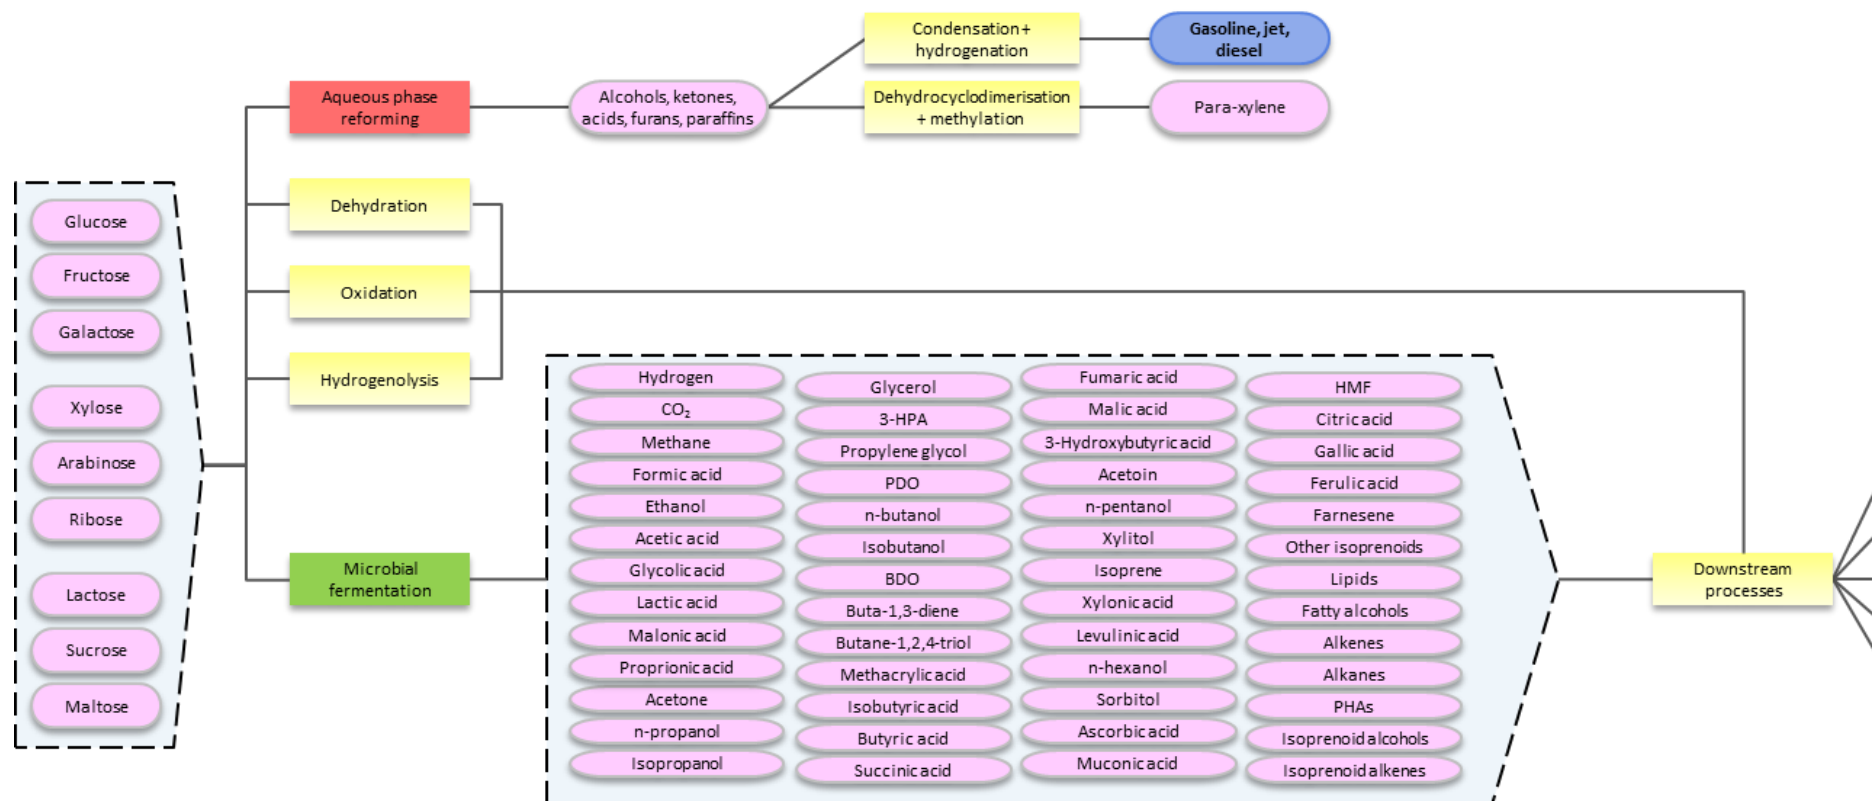 Condensation+
hydrogenation
Gasoline, jet,
diesel
Aqueous phase
reforming
Alcohols, ketones,
acids, furans, paraffins
Dehydrocyclodimerisation
+ methylation
Para-xylene
Dehydration
Oxidation
Hydrogenolysis
Microbial
fermentation
Glucose
Fructose
Galactose
Xylose
Arabinose
Ribose
Lactose
Sucrose
Maltose
Hydrogen
CO₂
Methane
Formic acid
Ethanol
Acetic acid
Glycolic acid
Lactic acid
Malonic acid
Proprionic acid
Acetone
n-propanol
Isopropanol
Glycerol
3-HPA
Propylene glycol
PDO
n-butanol
Isobutanol
BDO
Buta-1,3-diene
Butane-1,2,4-triol
Methacrylic acid
Isobutyric acid
Butyric acid
Succinic acid
Fumaric acid
Malic acid
3-Hydroxybutyric acid
Acetoin
n-pentanol
Xylitol
Isoprene
Xylonic acid
Levulinic acid
n-hexanol
Sorbitol
Ascorbic acid
Muconic acid
HMF
Citric acid
Gallic acid
Ferulic acid
Farnesene
Other isoprenoids
Lipids
Fatty alcohols
Alkenes
Alkanes
PHAs
Isoprenoid alcohols
Isoprenoid alkenes
Downstream
processes